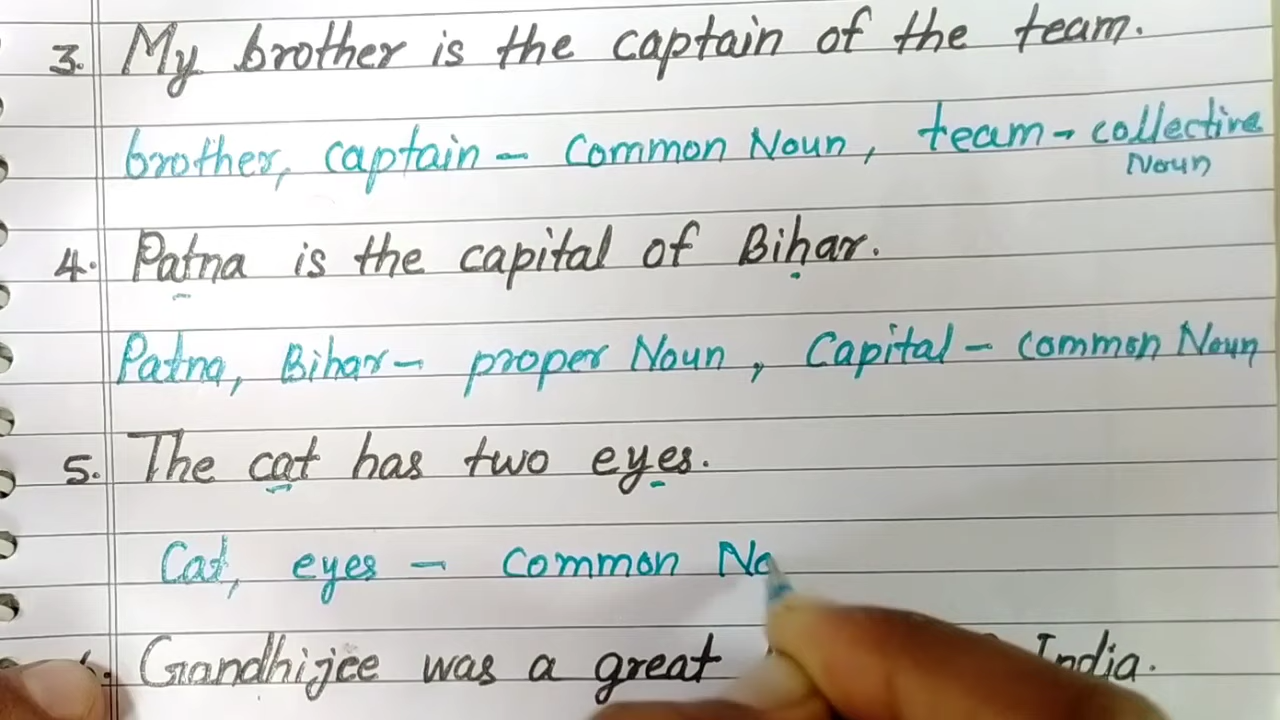 3. My brother is the captain of the team.
brother, captain - Common Noun, team - collective
Noun
4. Patna is the capital of Bihar.
Patna, Bihar - proper Noun, Capital - common Noun
5. The cat has two eyes.
Cat, eyes - Common No
Gandhijee was a great India.